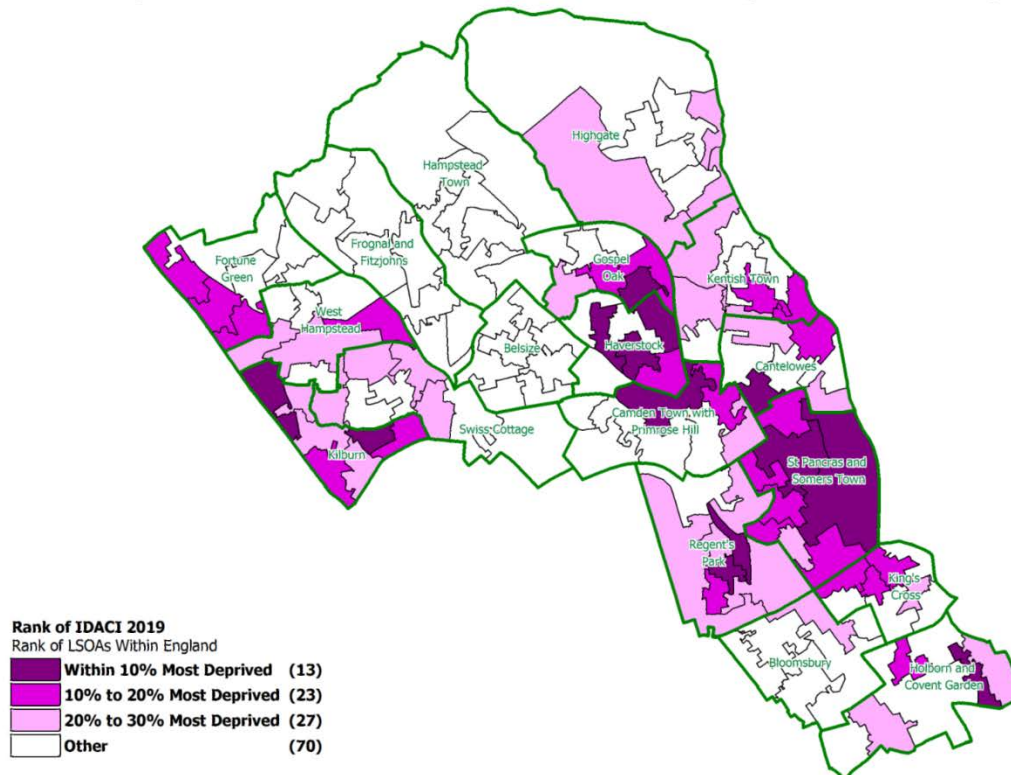 Highgate
Hampstead
Town
Fortune
Green
Frognal and
Fitzjohns
Gospel
Oak
Kentish Town
West
Hampstead
Belsize
Haverstock
Cantelowes
Kilburn
Swiss Cottage
Camden Town with
Primrose Hill
St Pancras and
Somers Town
Regent's
Park
King's
Cross
Bloomsbury
Holborn and
Covent Garden
Rank of IDACI 2019
Rank of LSOAs Within England
Within 10% Most Deprived (13)
10% to 20% Most Deprived (23)
20% to 30% Most Deprived (27)
Other (70)